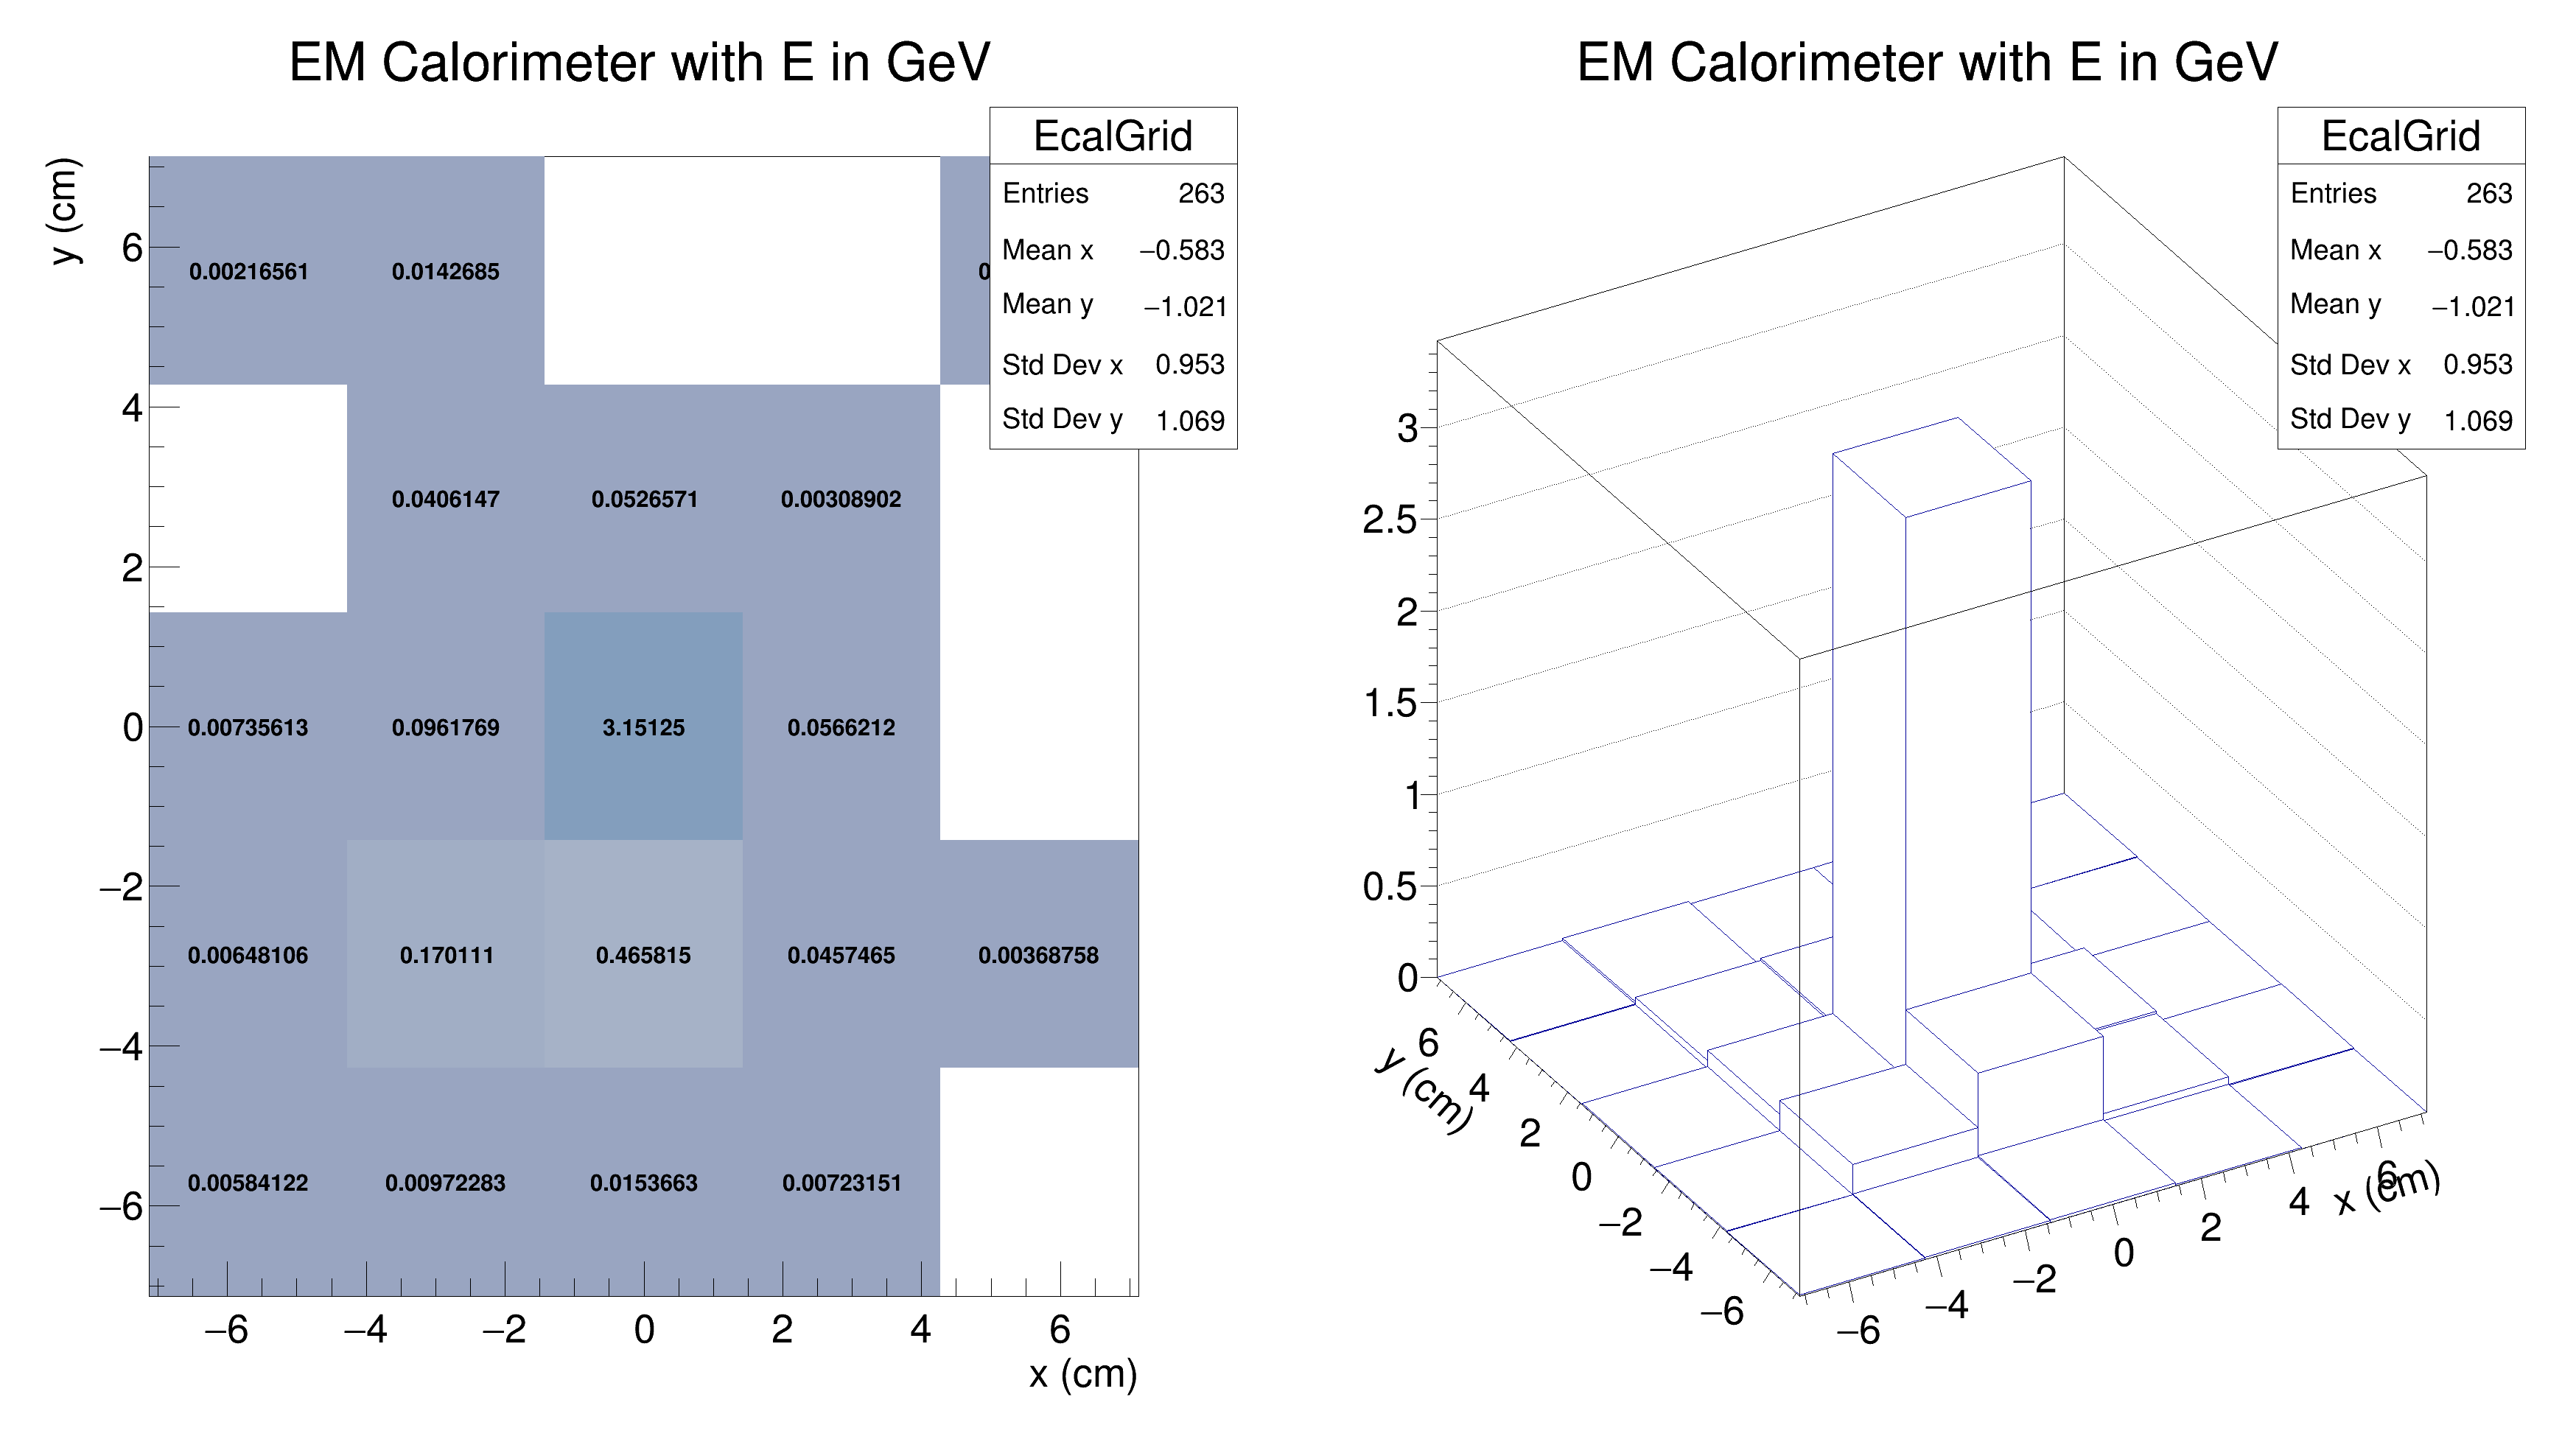 EM Calorimeter with E in GeV
EcalGrid
Entries 263
Mean x −0.583
Mean y −1.021
Std Dev x 0.953
Std Dev y 1.069
y (cm)
6
4
2
0
−2
−4
−6
0.00216561 0.0142685
0.0406147 0.0526571 0.00308902
0.00735613 0.0961769 3.15125 0.0566212
0.00648106 0.170111 0.465815 0.0457465 0.00368758
0.00584122 0.00972283 0.0153663 0.00723151
−6 −4 −2 0 2 4 6
x (cm)
EM Calorimeter with E in GeV
EcalGrid
Entries 263
Mean x −0.583
Mean y −1.021
Std Dev x 0.953
Std Dev y 1.069
3
2.5
2
1.5
1
0.5
0
6
4
2
0
−2
−4
−6
y (cm)
−6
−4
−2
0
2
4
6
x (cm)